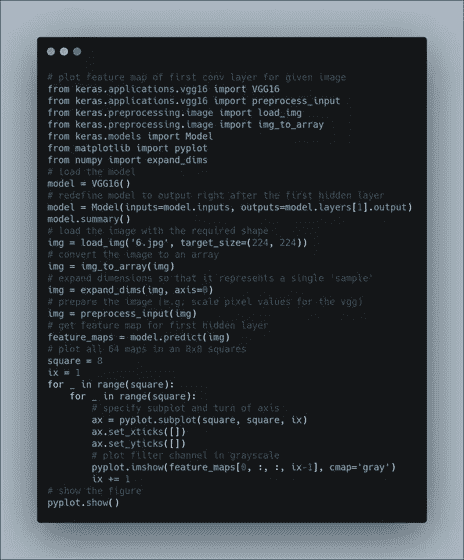 # plot feature map of first conv layer for given image
from keras.applications.vgg16 import VGG16
from keras.applications.vgg16 import preprocess_input
from keras.preprocessing.image import load_img
from keras.preprocessing.image import img_to_array
from keras.models import Model
from matplotlib import pyplot
from numpy import expand_dims
# load the model
model = VGG16()
# redefine model to output right after the first hidden layer
model = Model(inputs=model.inputs, outputs=model.layers[1].output)
model.summary()
# load the image with the required shape
img = load_img('6.jpg', target_size=(224, 224))
# convert the image to an array
img = img_to_array(img)
# expand dimensions so that it represents a single 'sample'
img = expand_dims(img, axis=0)
# prepare the image (e.g. scale pixel values for the vgg)
img = preprocess_input(img)
# get feature map for first hidden layer
feature_maps = model.predict(img)
# plot all 64 maps in an 8x8 squares
square = 8
ix = 1
for _ in range(square):
    for _ in range(square):
        # specify subplot and turn of axis
        ax = pyplot.subplot(square, square, ix)
        ax.set_xticks([])
        ax.set_yticks([])
        # plot filter channel in grayscale
        pyplot.imshow(feature_maps[0, :, :, ix-1], cmap='gray')
        ix += 1
# show the figure
pyplot.show()